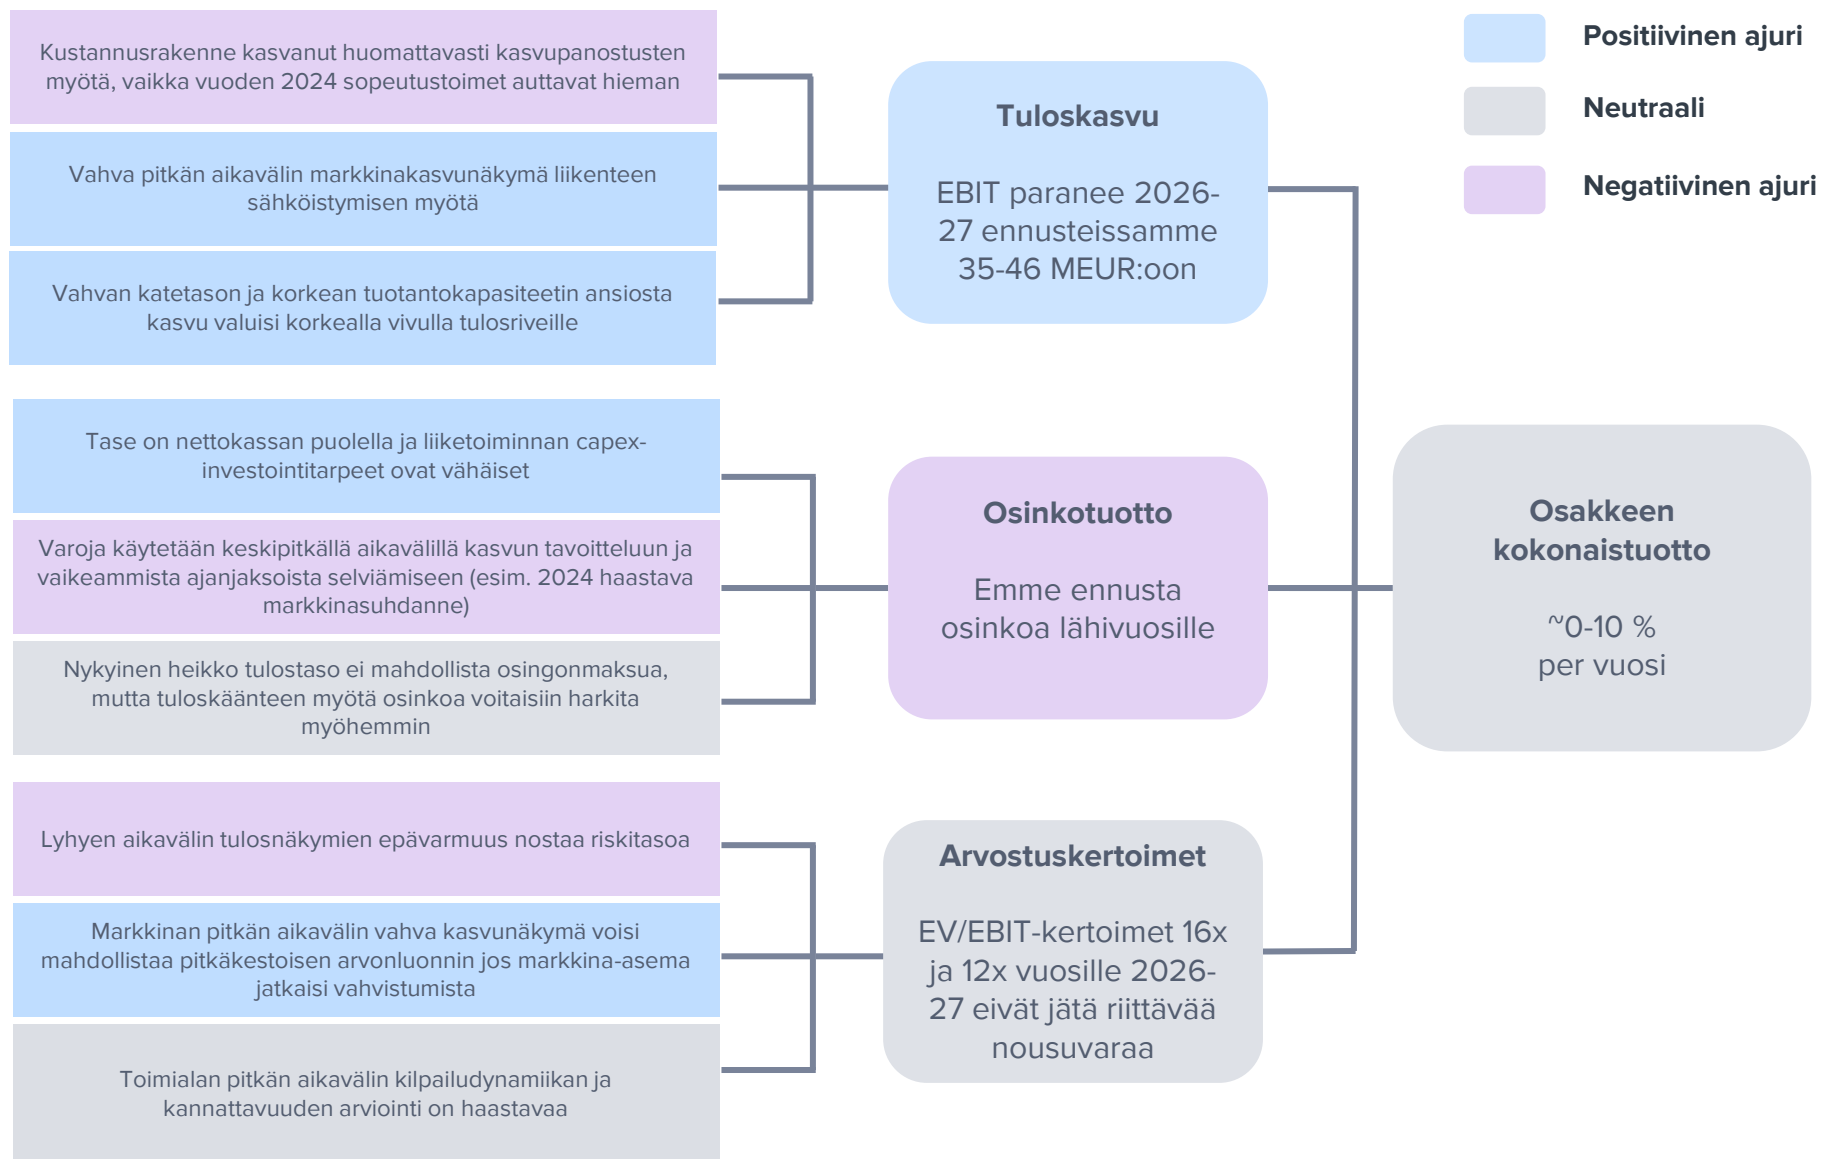 Kustannusrakenne kasvanut huomattavasti kasvupanostusten
myötä, vaikka vuoden 2024 sopeutustoimet auttavat hieman
Vahva pitkän aikavälin markkinakasvunäkymä liikenteen
sähköistymisen myötä
Vahvan katetason ja korkean tuotantokapasiteetin ansiosta
kasvu valuisi korkealla vivulla tulosriveille
Tuloskasvu
EBIT paranee 2026-
27 ennusteissamme
35-46 MEUR:oon
Positiivinen ajuri
Neutraali
Negatiivinen ajuri
Tase on nettokassan puolella ja liiketoiminnan capex-
investointitarpeet ovat vähäiset
Varoja käytetään keskipitkällä aikavälillä kasvun tavoitteluun ja
vaikeammista ajanjaksoista selviämiseen (esim. 2024 haastava
markkinasuhdanne)
Nykyinen heikko tulostaso ei mahdollista osingonmaksua,
mutta tuloskäänteen myötä osinkoa voitaisiin harkita
myöhemmin
Osinkotuotto
Emme ennusta
osinkoa lähivuosille
Osakkeen
kokonaistuotto
~0-10 %
per vuosi
Lyhyen aikavälin tulosnäkymien epävarmuus nostaa riskitasoa
Markkinan pitkän aikavälin vahva kasvunäkymä voisi
mahdollistaa pitkäkestoisen arvonluonnin jos markkina-asema
jatkaisi vahvistumista
Toimialan pitkän aikavälin kilpailudynamiikan ja
kannattavuuden arviointi on haastavaa
Arvostuskertoimet
EV/EBIT-kertoimet 16x
ja 12x vuosille 2026-
27 eivät jätä riittävää
nousuvaraa